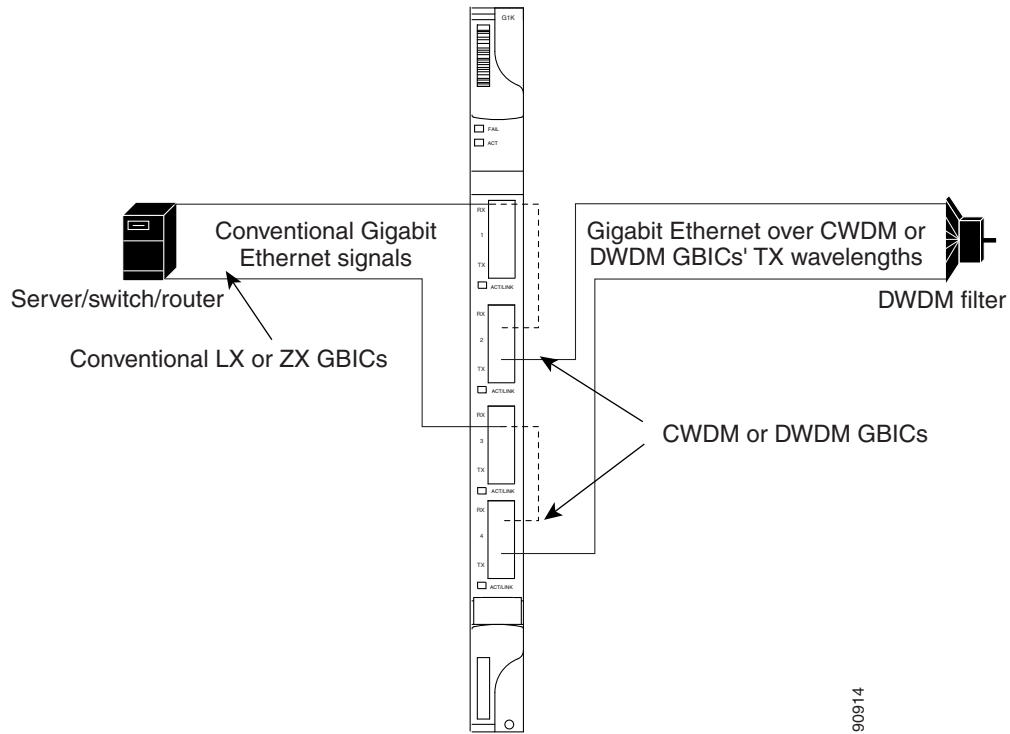 G1K
FAIL
ACT
RX
1
TX
ACT/LINK
RX
2
TX
ACT/LINK
RX
3
TX
ACT/LINK
RX
4
TX
ACT/LINK
Conventional Gigabit
Ethernet signals
Server/switch/router
Conventional LX or ZX GBICs
Gigabit Ethernet over CWDM or
DWDM GBICs' TX wavelengths
DWDM filter
CWDM or DWDM GBICs
90914